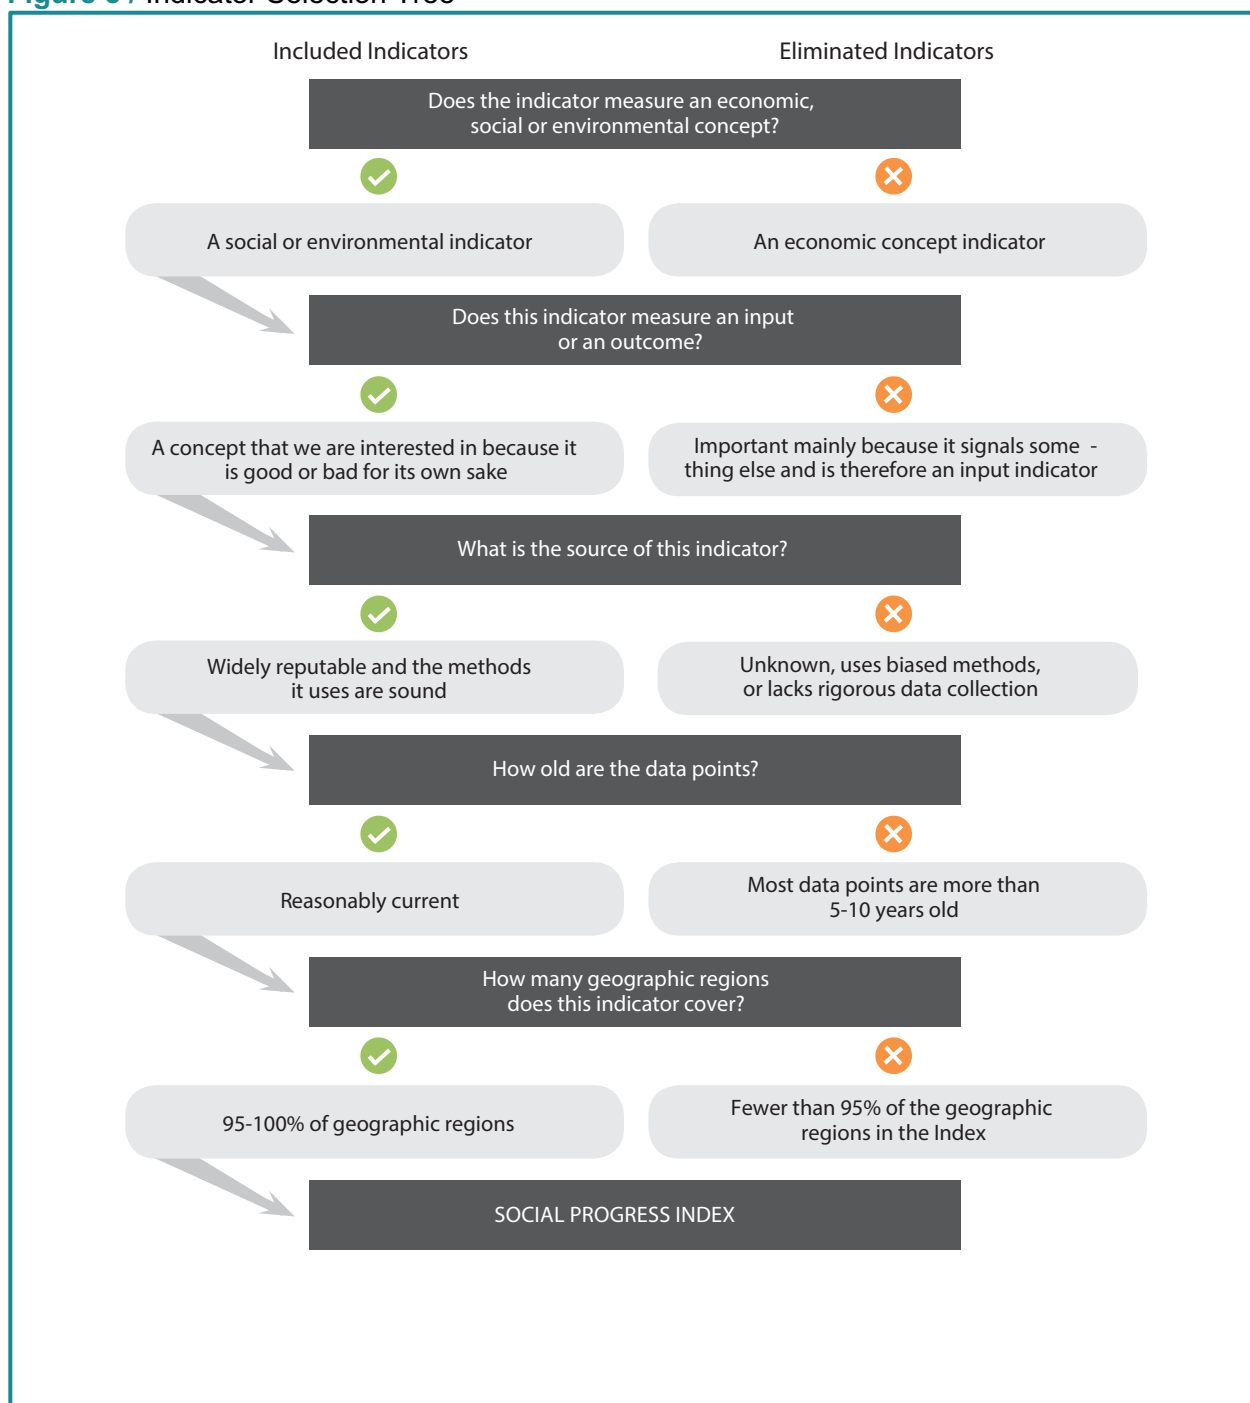 Figure 3 / Indicator Selection Tree
Included Indicators
Eliminated Indicators
Does the indicator measure an economic,
social or environmental concept?
A social or environmental indicator
An economic concept indicator
Does this indicator measure an input
or an outcome?
A concept that we are interested in because it
is good or bad for its own sake
Important mainly because it signals some -
thing else and is therefore an input indicator
What is the source of this indicator?
Widely reputable and the methods
it uses are sound
Unknown, uses biased methods,
or lacks rigorous data collection
How old are the data points?
Reasonably current
Most data points are more than
5-10 years old
How many geographic regions
does this indicator cover?
95-100% of geographic regions
Fewer than 95% of the geographic
regions in the Index
SOCIAL PROGRESS INDEX